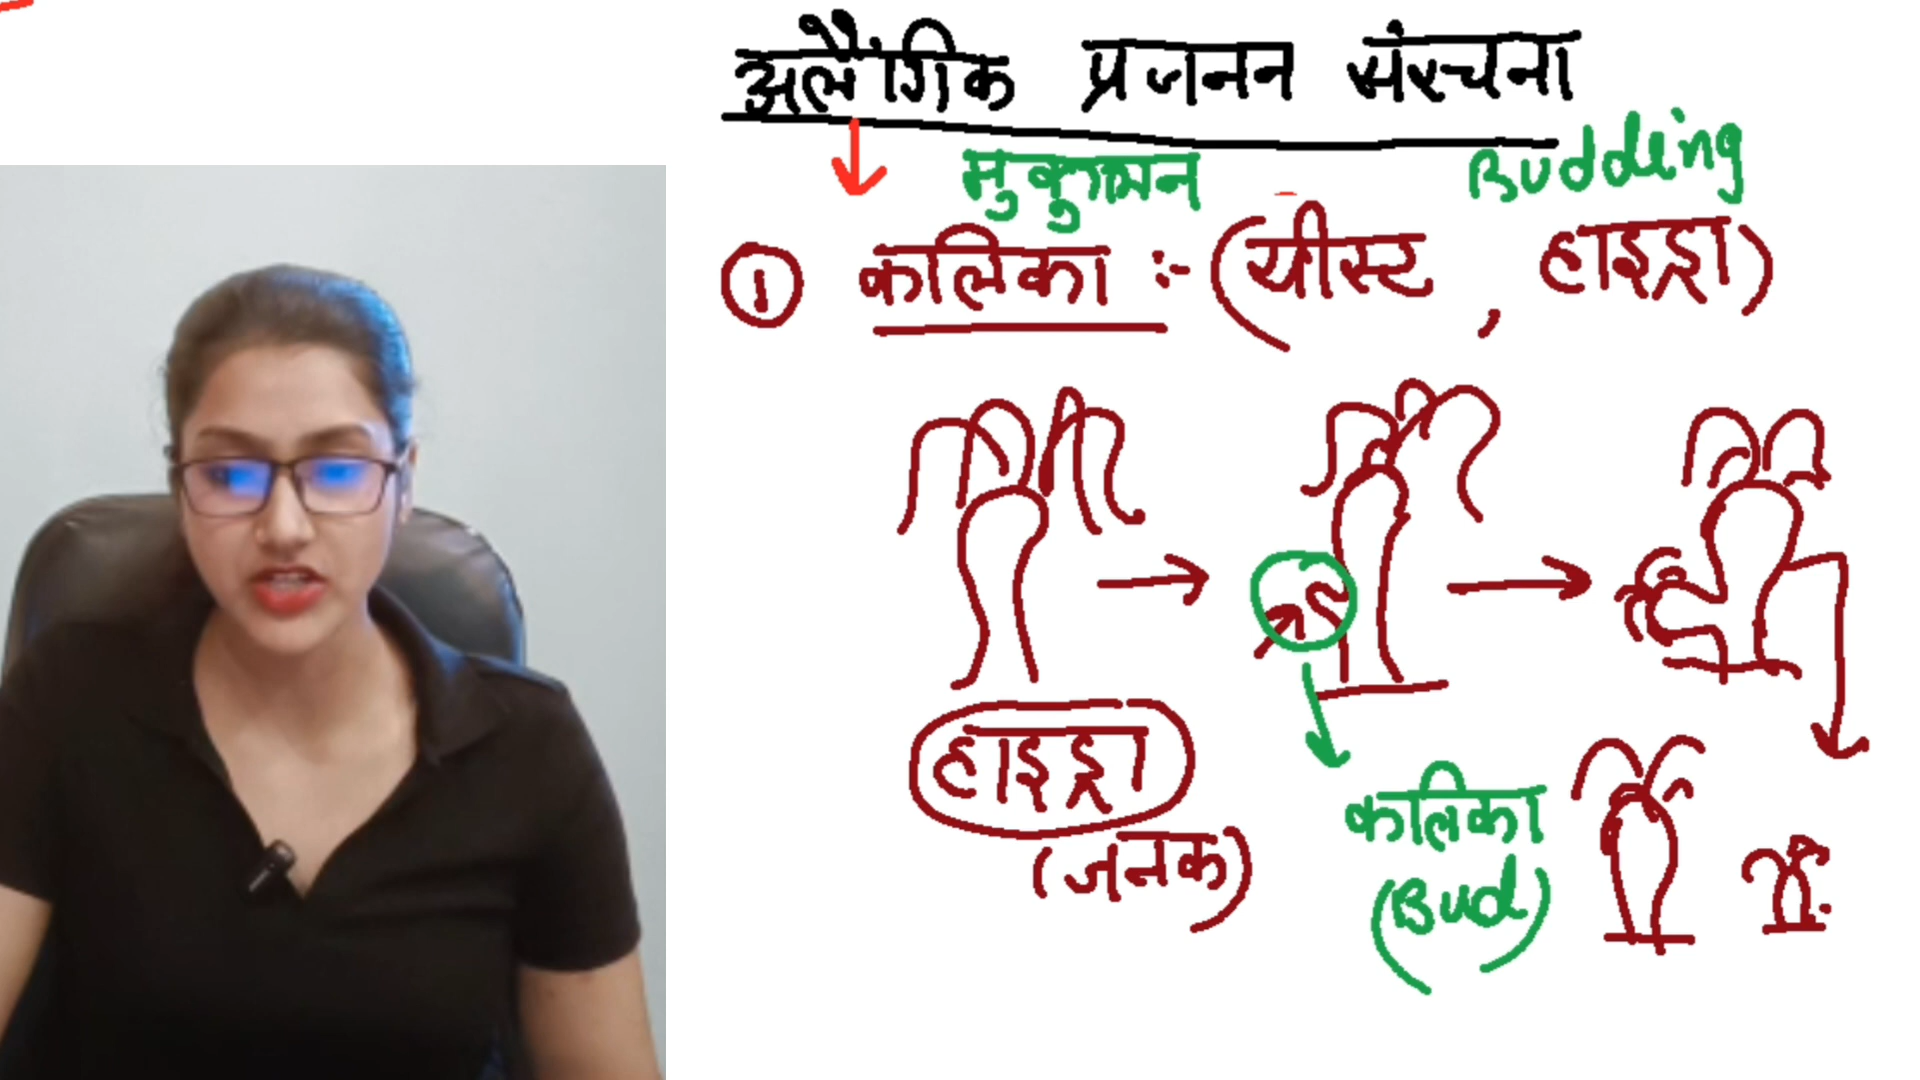 अलैंगिक प्रजनन संरचना
मुकुलन Budding
① कलिका :- (यीस्ट, हाइड्रा)
हाइड्रा
(जनक)
कलिका
(Bud)